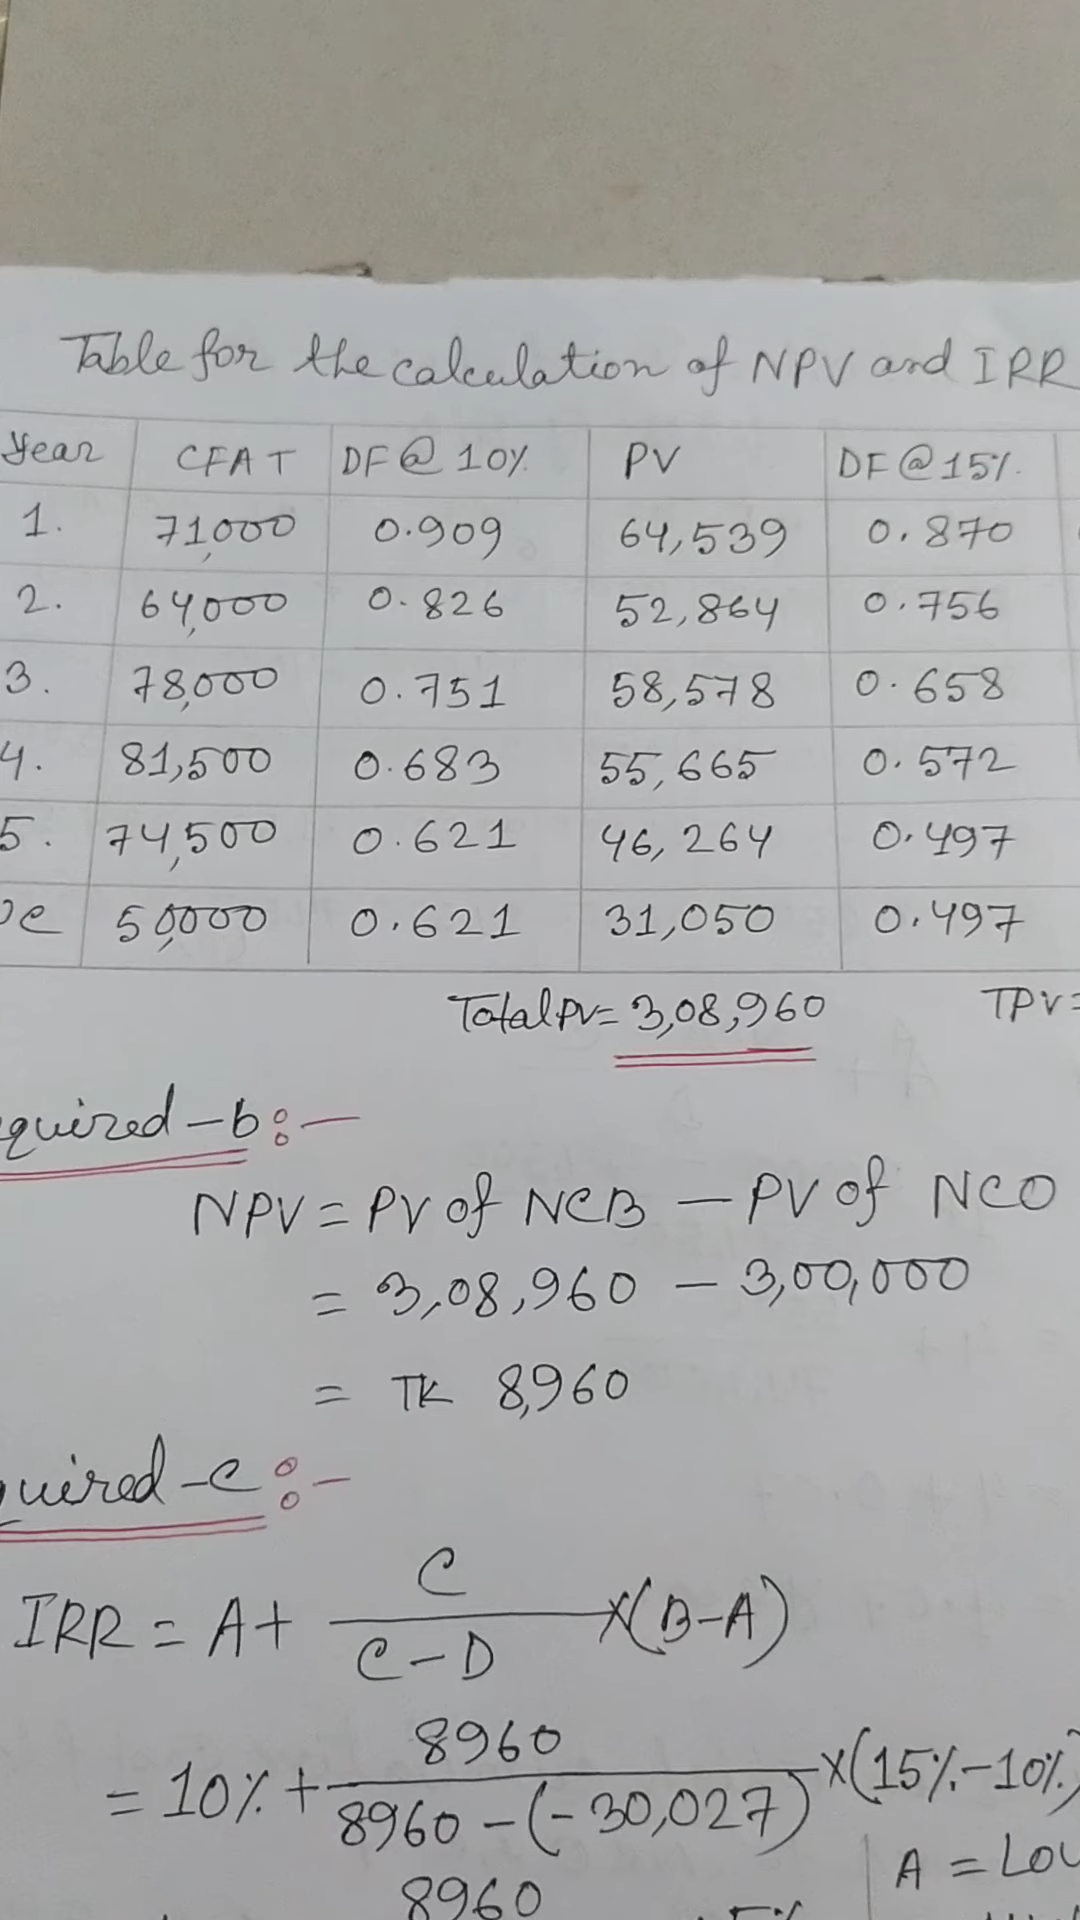 Table for the calculation of NPV and IRR
Year CFAT DF@ 10% PV DF@15%
1. 71,000 0.909 64,539 0.870
2. 64,000 0.826 52,864 0.756
3. 78,000 0.751 58,578 0.658
4. 81,500 0.683 55,665 0.572
5. 74,500 0.621 46,264 0.497
50,000 0.621 31,050 0.497
Total PV= 3,08,960 TPV=
quired-b:-
NPV = PV of NCB - PV of NCO
= 3,08,960 - 3,00,000
= TK 8,960
quired-c:-
IRR = A+ C/C-D ×(B-A)
= 10% + 8960/8960-(-30,027) ×(15%-10%)
A = Low
8960